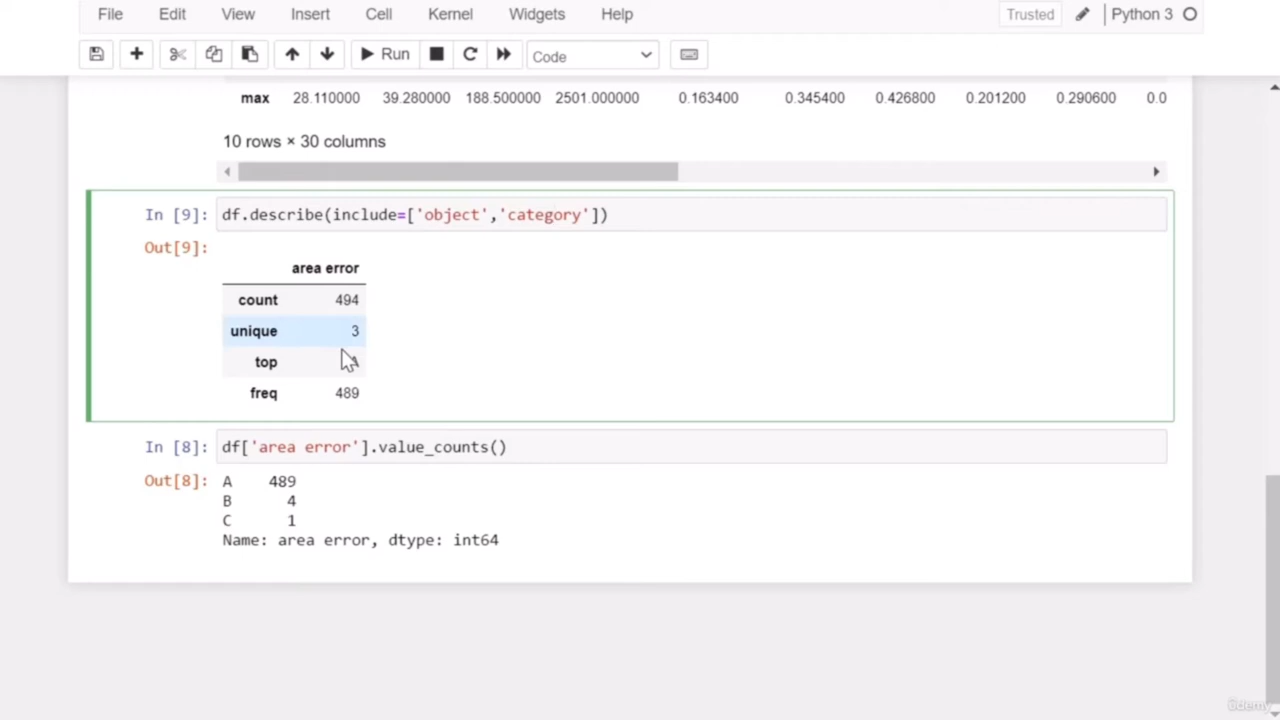 File Edit View Insert Cell Kernel Widgets Help Trusted Python 3
Run Code
max 28.110000 39.280000 188.500000 2501.000000 0.163400 0.345400 0.426800 0.201200 0.290600 0.0
10 rows × 30 columns
In [9]: df.describe(include=['object','category'])
Out[9]:
area error
count 494
unique 3
top
freq 489
In [8]: df['area error'].value_counts()
Out[8]: A 489
B 4
C 1
Name: area error, dtype: int64
ûdemy